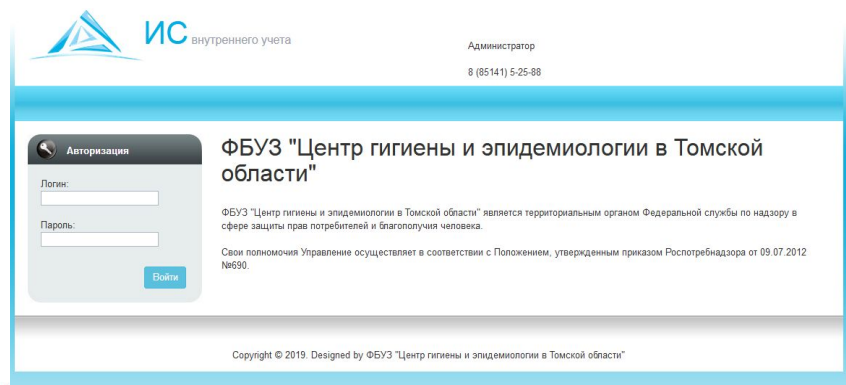 ИС внутреннего учета
Администратор
8 (85141) 5-25-88
Авторизация
Логин:
Пароль:
Войти
ФБУЗ "Центр гигиены и эпидемиологии в Томской
области"
ФБУЗ "Центр гигиены и эпидемиологии в Томской области" является территориальным органом Федеральной службы по надзору в
сфере защиты прав потребителей и благополучия человека.
Свои полномочия Управление осуществляет в соответствии с Положением, утвержденным приказом Роспотребнадзора от 09.07.2012
№690.
Copyright © 2019. Designed by ФБУЗ "Центр гигиены и эпидемиологии в Томской области"